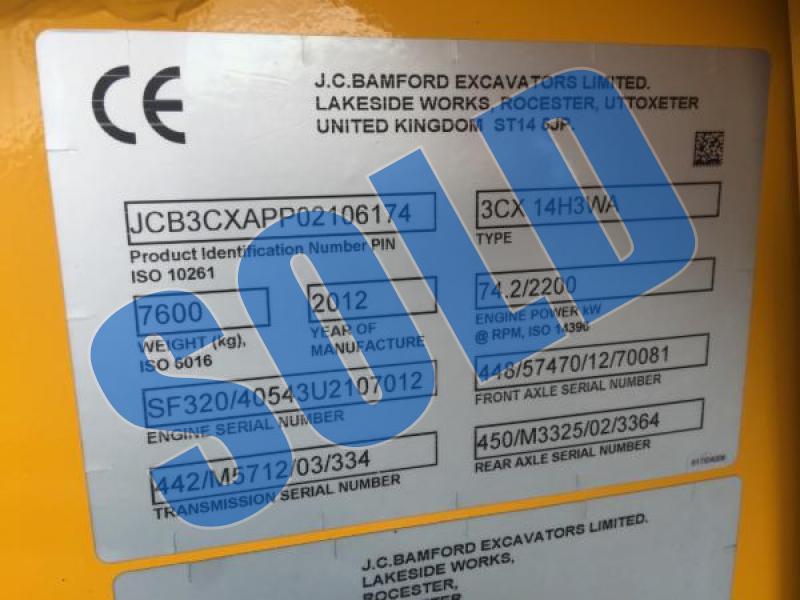 CE
J.C.BAMFORD EXCAVATORS LIMITED.
LAKESIDE WORKS, ROCESTER, UTTOXETER
UNITED KINGDOM ST14 5JP.
JCB3CXAPP02106174
Product Identification Number PIN
ISO 10261
3CX 14H3WA
TYPE
7600
WEIGHT (kg),
ISO 6016
2012
YEAR OF
MANUFACTURE
74.2/2200
ENGINE POWER kW
@ RPM, ISO 14396
SF320/40543U2107012
ENGINE SERIAL NUMBER
448/57470/12/70081
FRONT AXLE SERIAL NUMBER
442/M5712/03/334
TRANSMISSION SERIAL NUMBER
450/M3325/02/3364
REAR AXLE SERIAL NUMBER
SOLD
J.C.BAMFORD EXCAVATORS LIMITED.
LAKESIDE WORKS,
ROCESTER,